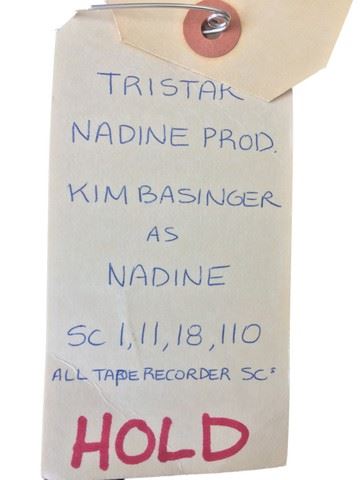 TRISTAR
NADINE PROD.
KIM BASINGER
AS
NADINE
SC 1,11,18,110
ALL TAPE RECORDER SCS
HOLD